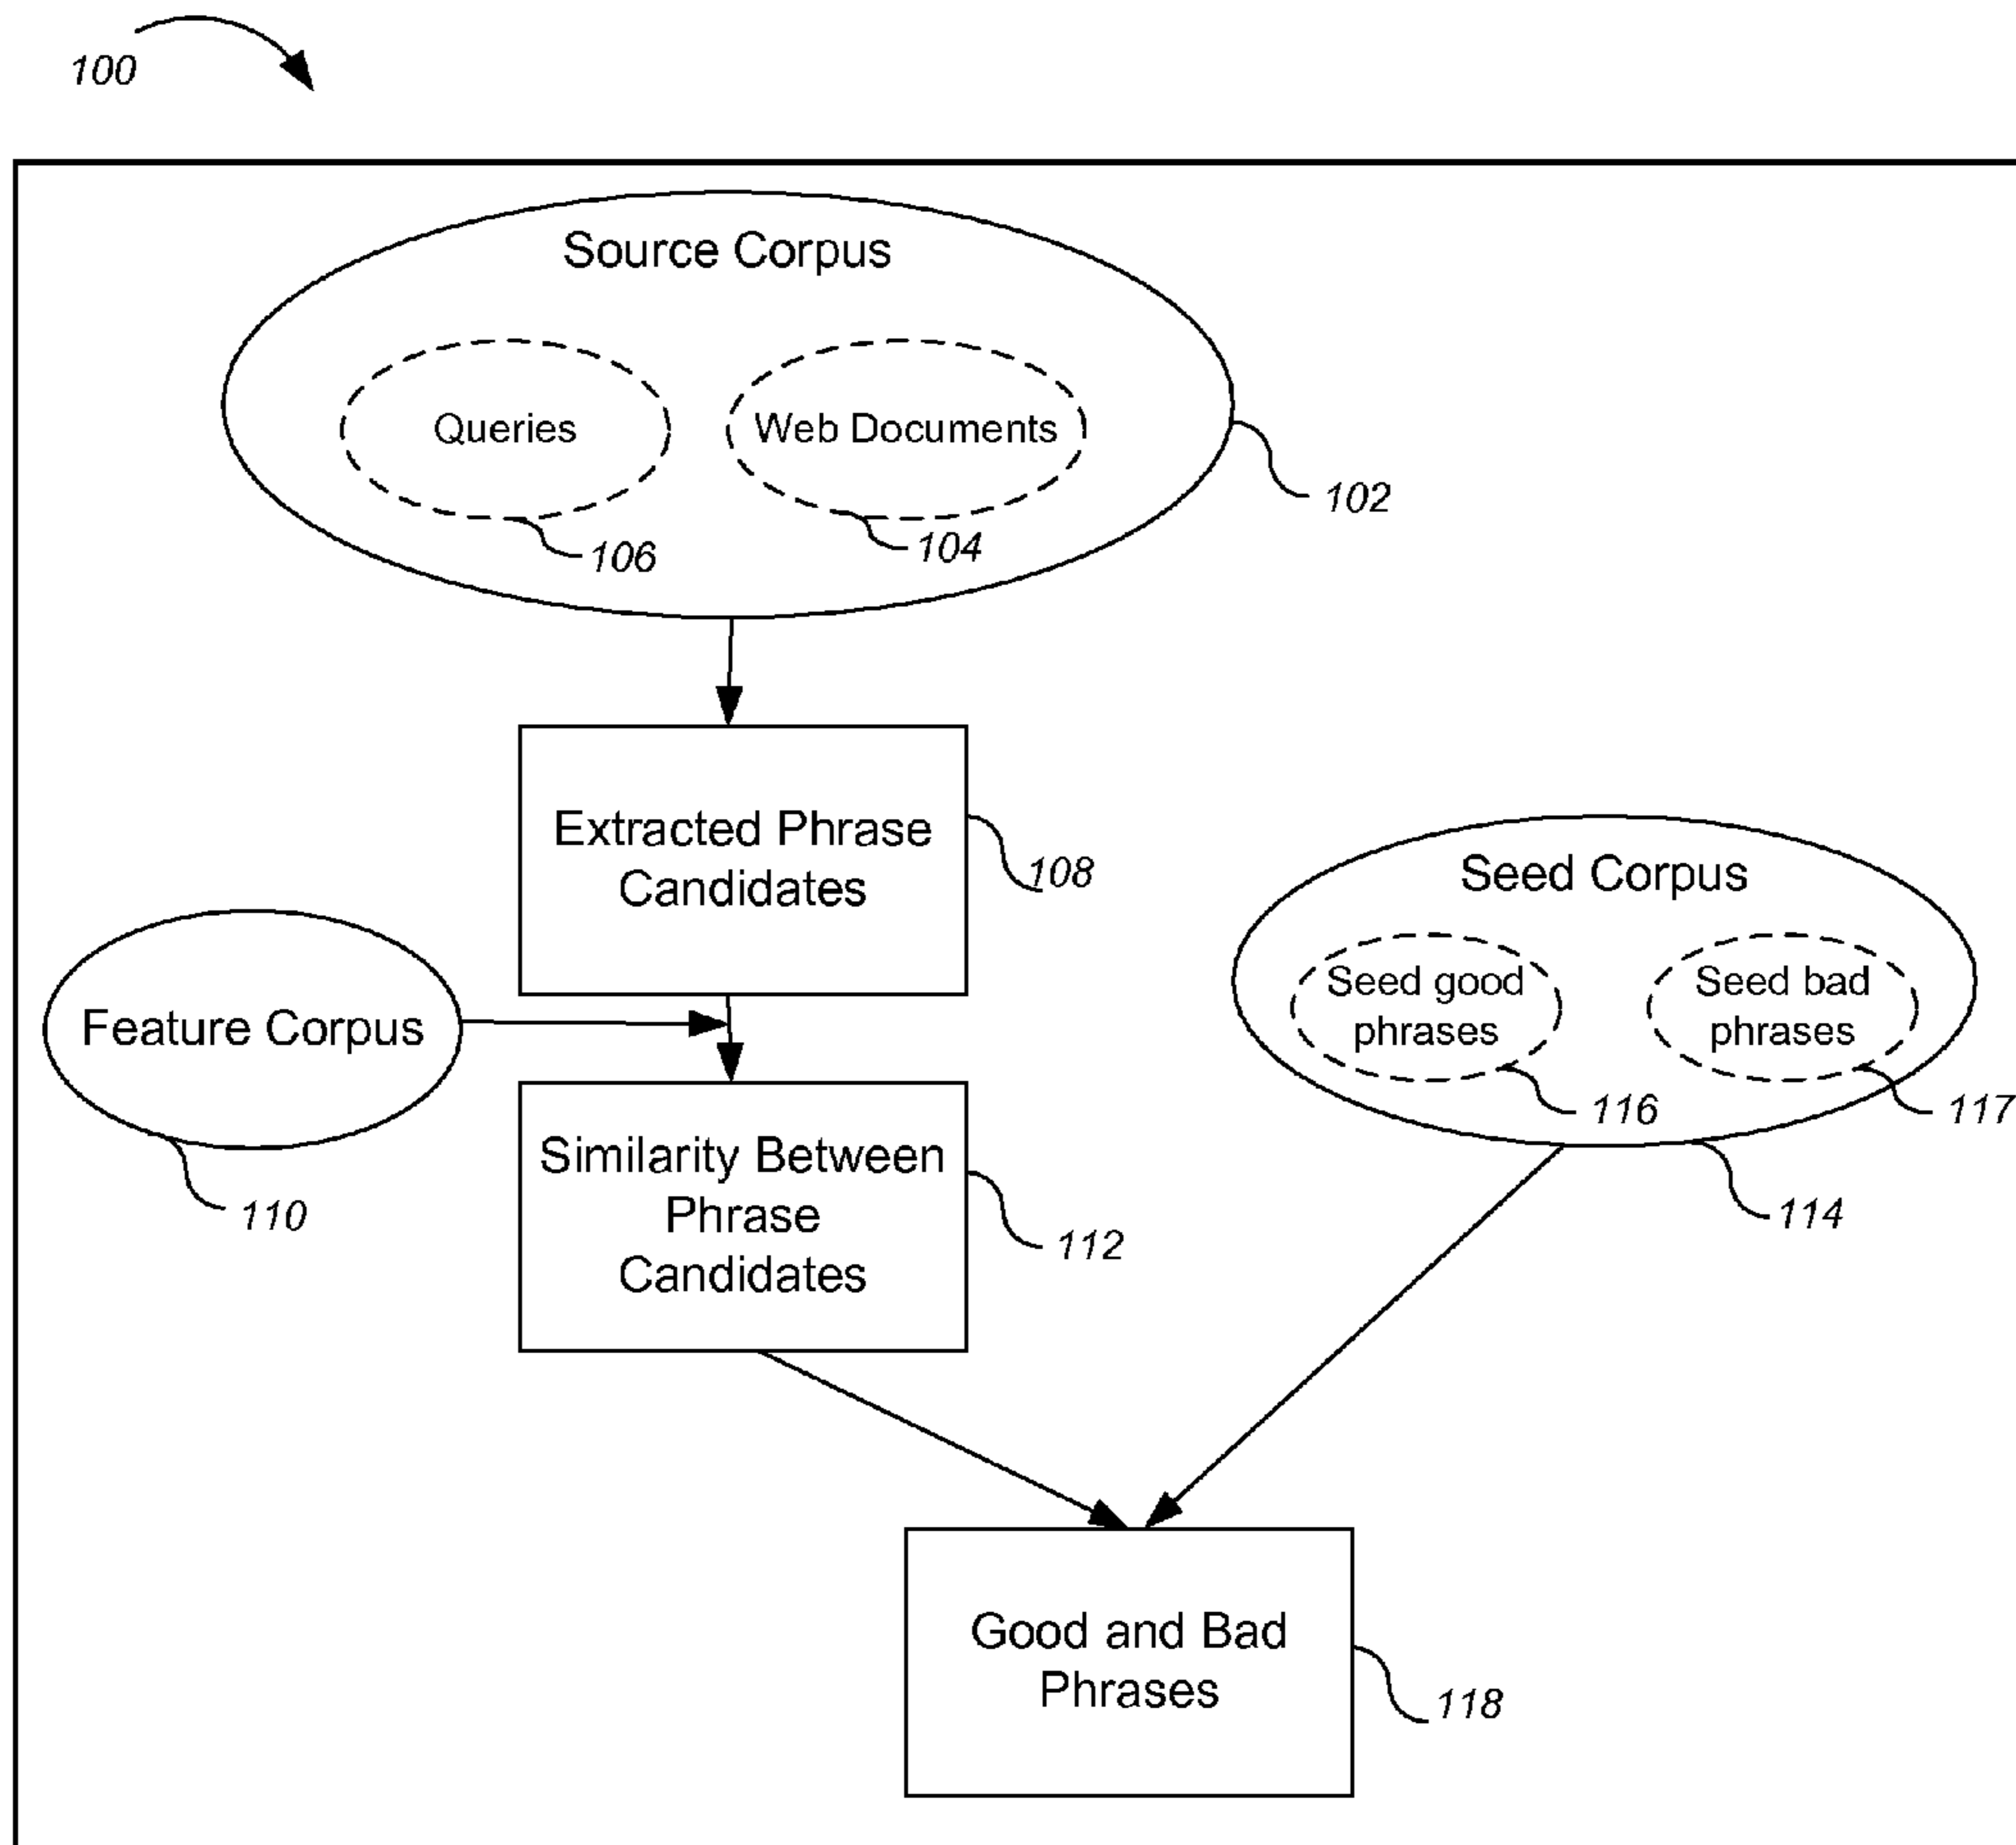 100
Source Corpus
Queries
Web Documents
102
106
104
Extracted Phrase
Candidates
108
Seed Corpus
Seed good
phrases
Seed bad
phrases
Feature Corpus
116
117
Similarity Between
Phrase
Candidates
110
112
114
Good and Bad
Phrases
118